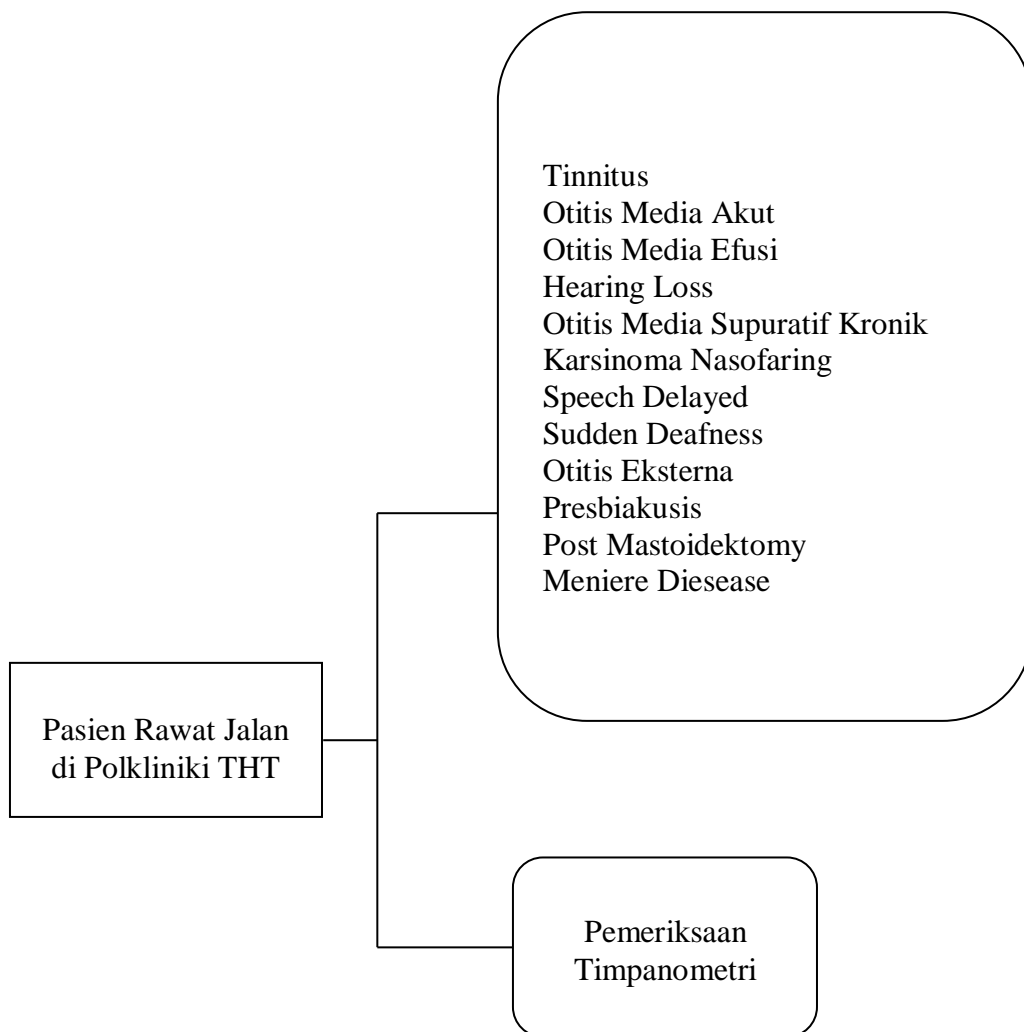 Tinnitus
Otitis Media Akut
Otitis Media Efusi
Hearing Loss
Otitis Media Supuratif Kronik
Karsinoma Nasofaring
Speech Delayed
Sudden Deafness
Otitis Eksterna
Presbiakusis
Post Mastoidektomy
Meniere Diesease
Pasien Rawat Jalan
di Polkliniki THT
Pemeriksaan
Timpanometri